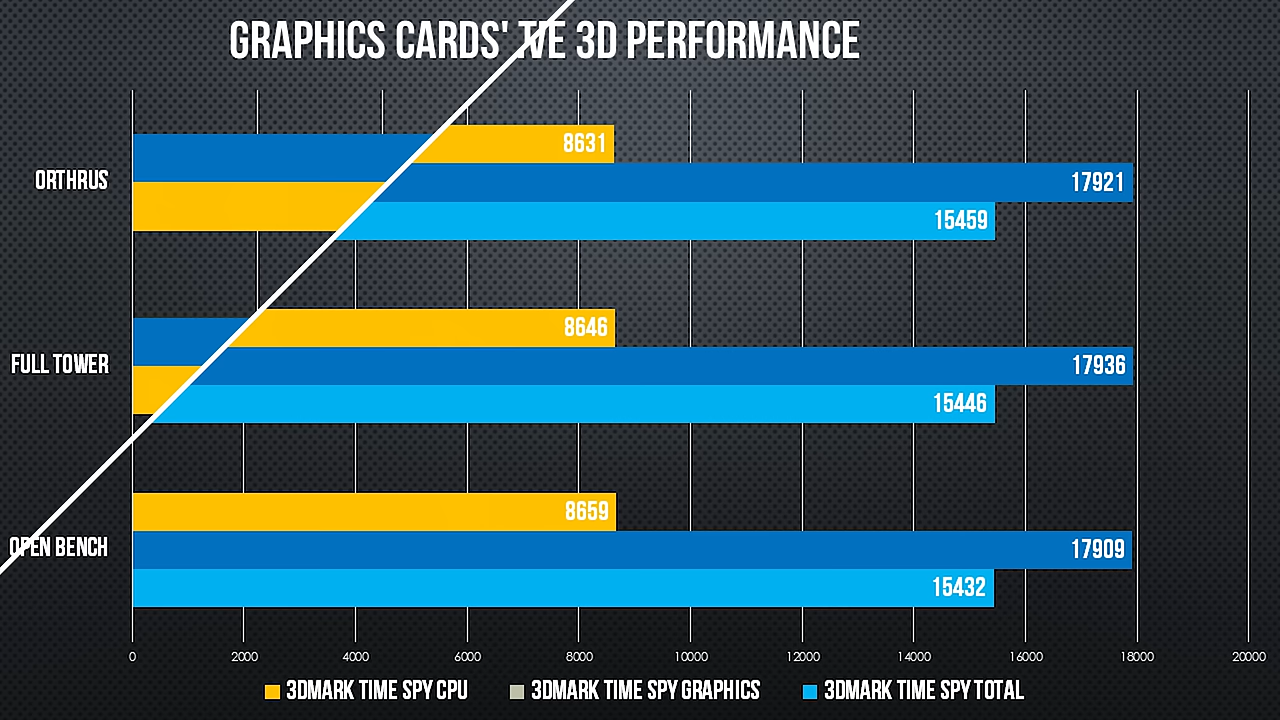 GRAPHICS CARDS' 3D PERFORMANCE
ORTHRUS
8631
17921
15459
FULL TOWER
8646
17936
15446
OPEN BENCH
8659
17909
15432
0 2000 4000 6000 8000 10000 12000 14000 16000 18000 20000
3DMARK TIME SPY CPU 3DMARK TIME SPY GRAPHICS 3DMARK TIME SPY TOTAL